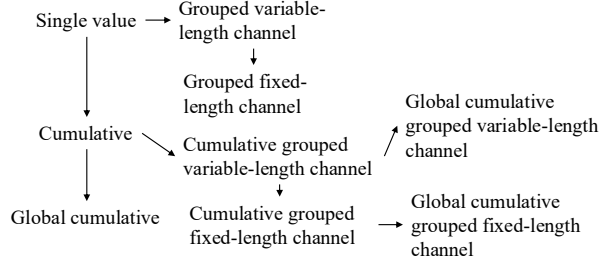 Single value
Grouped variable-
length channel
Grouped fixed-
length channel
Cumulative
Cumulative grouped
variable-length channel
Global cumulative
grouped variable-length
channel
Global cumulative
Cumulative grouped
fixed-length channel
Global cumulative
grouped fixed-length
channel